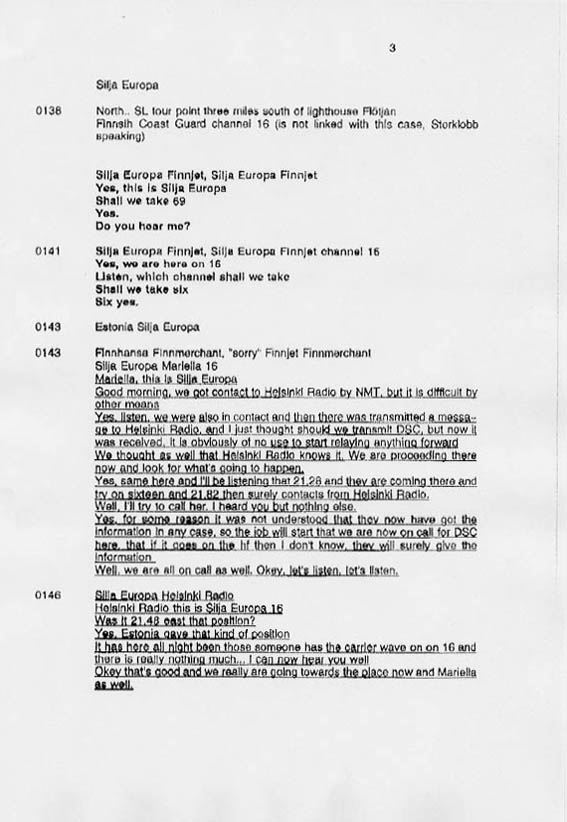 3
Silja Europa
0138 North.. SL tour point three miles south of lighthouse Flötjan
Finnsih Coast Guard channel 16 (is not linked with this case, Storklobb
speaking)
Silja Europa Finnjet, Silja Europa Finnjet
Yes, this is Silja Europa
Shall we take 69
Yes.
Do you hoar me?
0141 Silja Europa Finnjet, Silja Europa Finnjet channel 16
Yes, we are here on 16
Listen, which channel shall we take
Shall we take six
Six yes.
0143 Estonia Silja Europa
0143 Finnhansa Finnmerchant, "sorry" Finnjet Finnmerchant
Silja Europa Mariella 16
Mariella, this is Silja Europa
Good morning, we got contact to Helsinki Radio by NMT, but it is difficult by
other means
Yes, listen, we were also in contact and then there was transmitted a messa-
ge to Helsinki Radio, and I just thought should we transmit DSC, but now it
was received, it is obviously of no use to start relaying anything forward
We thought as well that Helsinki Radio knows it. We are proceeding there
now and look for what's going to happen.
Yes, same here and I'll be listening that 21,28 and they are coming there and
try on sixteen and 21,82 then surely contacts from Helsinki Radio.
Well, I'll try to call her, I heard you but nothing else.
Yes, for some reason it was not understood that they now have got the
information in any case, so the job will start that we are now on call for DSC
here, that if it goes on the hf then I don't know, they will surely give the
information
Well, we are all on call as well. Okey, let's listen, let's listen.
0146 Silja Europa Helsinki Radio
Helsinki Radio this is Silja Europa 16
Was it 21,48 east that position?
Yes, Estonia gave that kind of position
It has here all night been those someone has the carrier wave on on 16 and
there is really nothing much... I can now hear you well
Okey that's good and we really are going towards the place now and Mariella
as well.